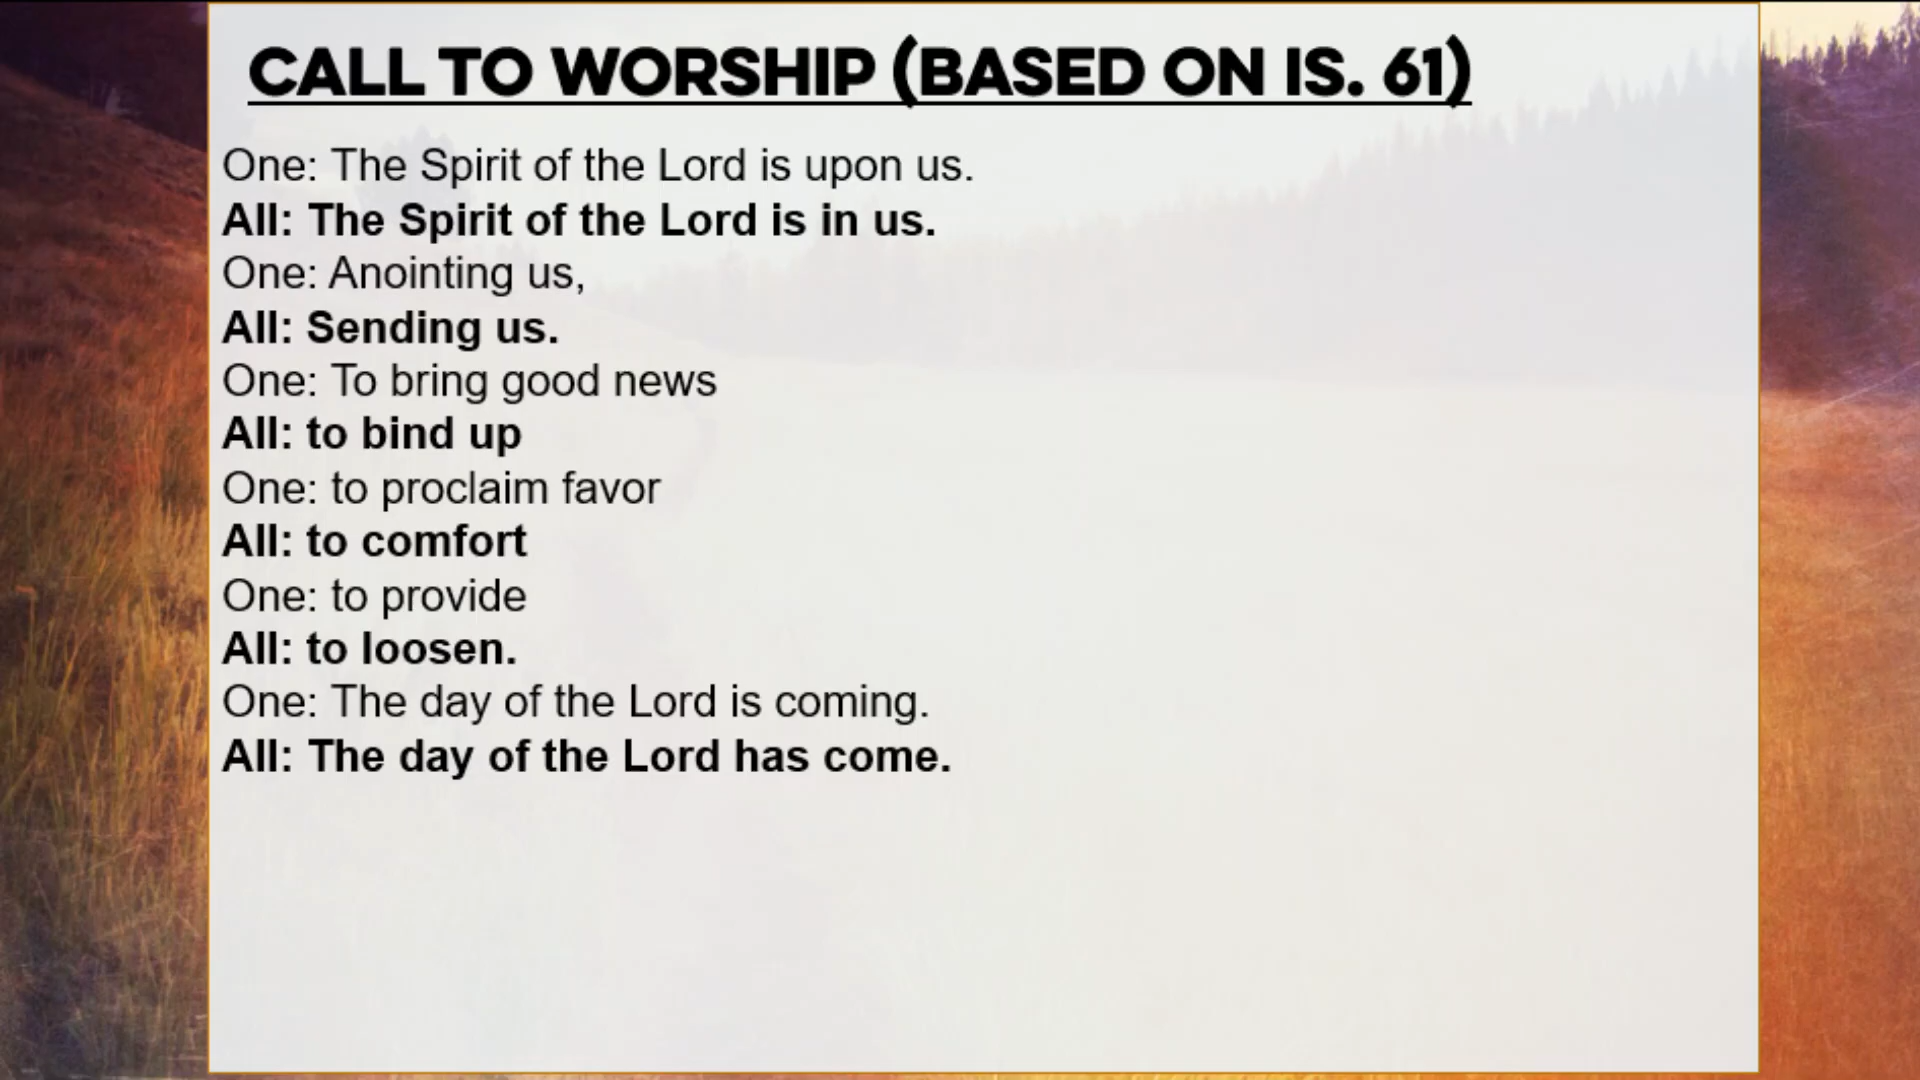 CALL TO WORSHIP (BASED ON IS. 61)
One: The Spirit of the Lord is upon us.
All: The Spirit of the Lord is in us.
One: Anointing us,
All: Sending us.
One: To bring good news
All: to bind up
One: to proclaim favor
All: to comfort
One: to provide
All: to loosen.
One: The day of the Lord is coming.
All: The day of the Lord has come.